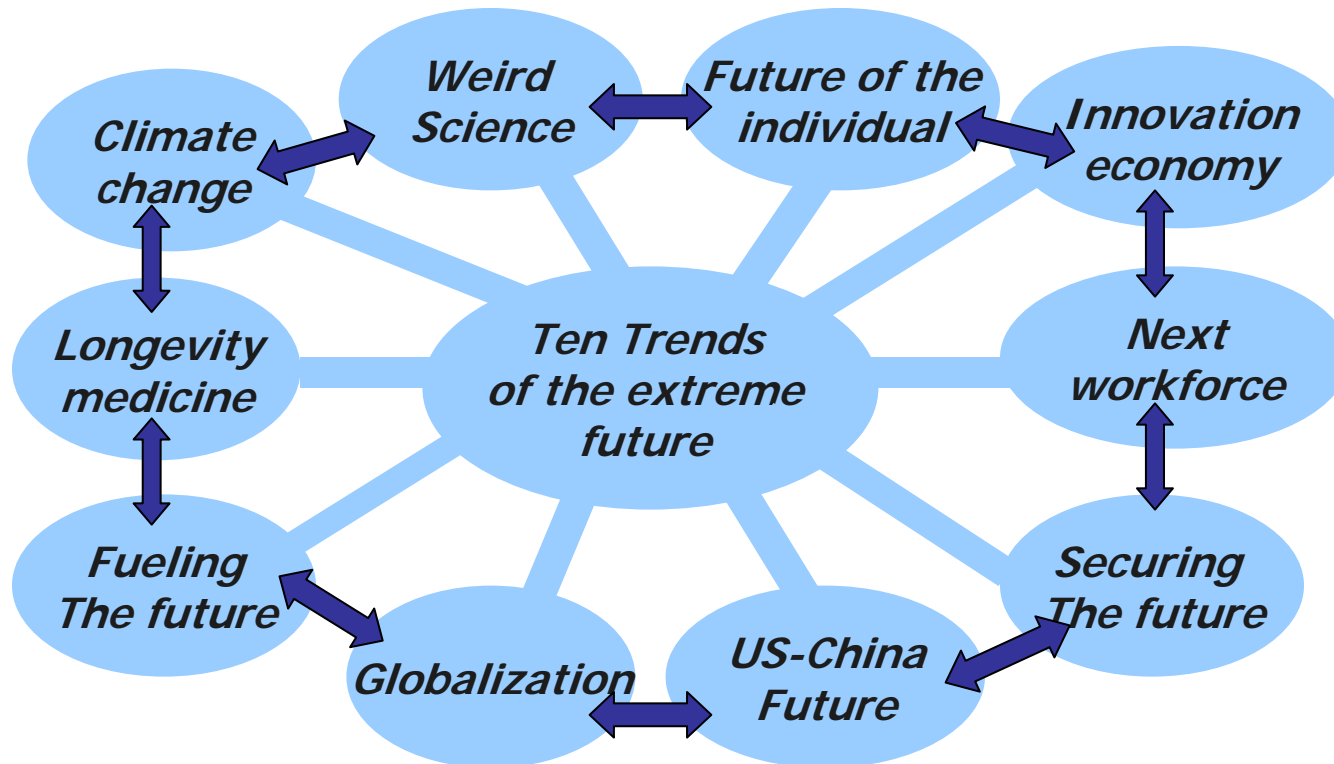 Weird
Science
Future of the
individual
Innovation
economy
Climate
change
Ten Trends
of the extreme
future
Longevity
medicine
Next
workforce
Fueling
The future
Securing
The future
Globalization
US-China
Future